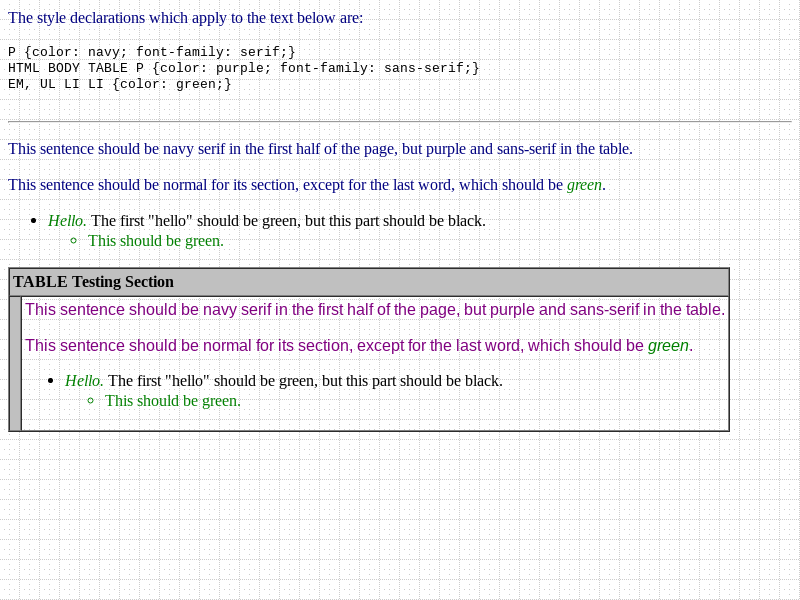 The style declarations which apply to the text below are:
P {color: navy; font-family: serif;}
HTML BODY TABLE P {color: purple; font-family: sans-serif;}
EM, UL LI LI {color: green;}
This sentence should be navy serif in the first half of the page, but purple and sans-serif in the table.
This sentence should be normal for its section, except for the last word, which should be green.
Hello. The first "hello" should be green, but this part should be black.
This should be green.
TABLE Testing Section
This sentence should be navy serif in the first half of the page, but purple and sans-serif in the table.
This sentence should be normal for its section, except for the last word, which should be green.
Hello. The first "hello" should be green, but this part should be black.
This should be green.